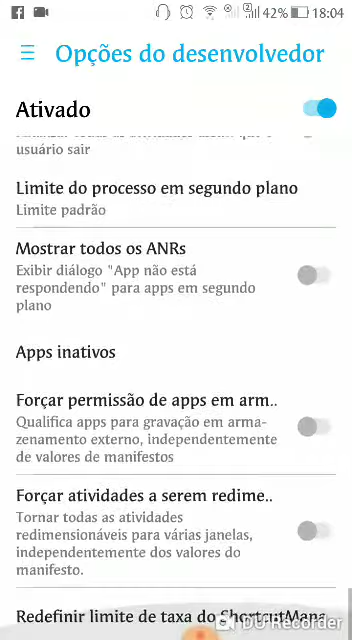 42% 18:04
Opções do desenvolvedor
Ativado
usuário sair
Limite do processo em segundo plano
Limite padrão
Mostrar todos os ANRs
Exibir diálogo "App não está
respondendo" para apps em segundo
plano
Apps inativos
Forçar permissão de apps em arm..
Qualifica apps para gravação em arma-
zenamento externo, independentemente
de valores de manifestos
Forçar atividades a serem redime..
Tornar todas as atividades
redimensionáveis para várias janelas,
independentemente dos valores do
manifesto.
Redefinir limite de taxa do ShortcutMana
DU Recorder